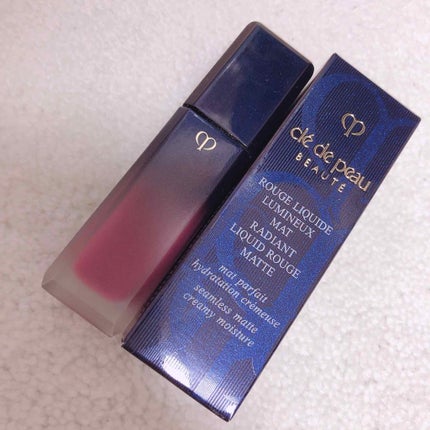 clé de peau
BEAUTÉ
ROUGE LIQUIDE
LUMINEUX
MAT
RADIANT
LIQUID ROUGE
MATTE
mat parfait
hydratation crémeuse
seamless matte
creamy moisture